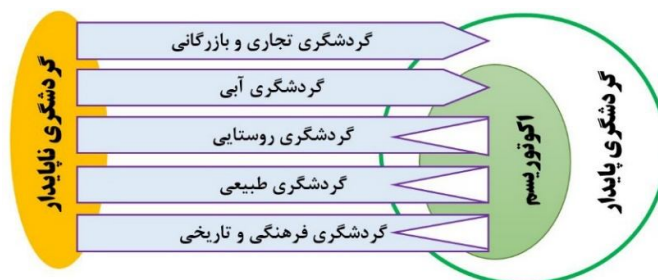 گردشگری پایدار
اکوتوریسم
گردشگری تجاری و بازرگانی
گردشگری آبی
گردشگری روستایی
گردشگری طبیعی
گردشگری فرهنگی و تاریخی
گردشگری ناپایدار